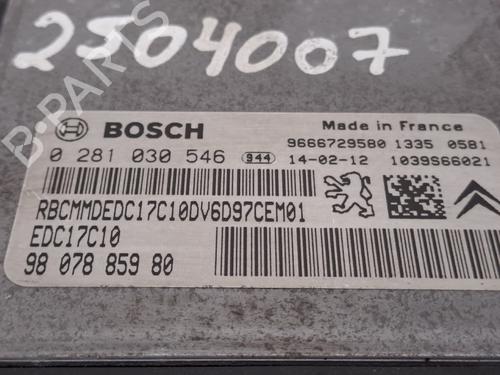 2504007
BOSCH
Made in France
9666729580 1335 0581
0 281 030 546 944 14-02-12 1039S66021
RBCMMDEDC17C10DV6D97CEM01
EDC17C10
98 078 859 80
B-PARTS